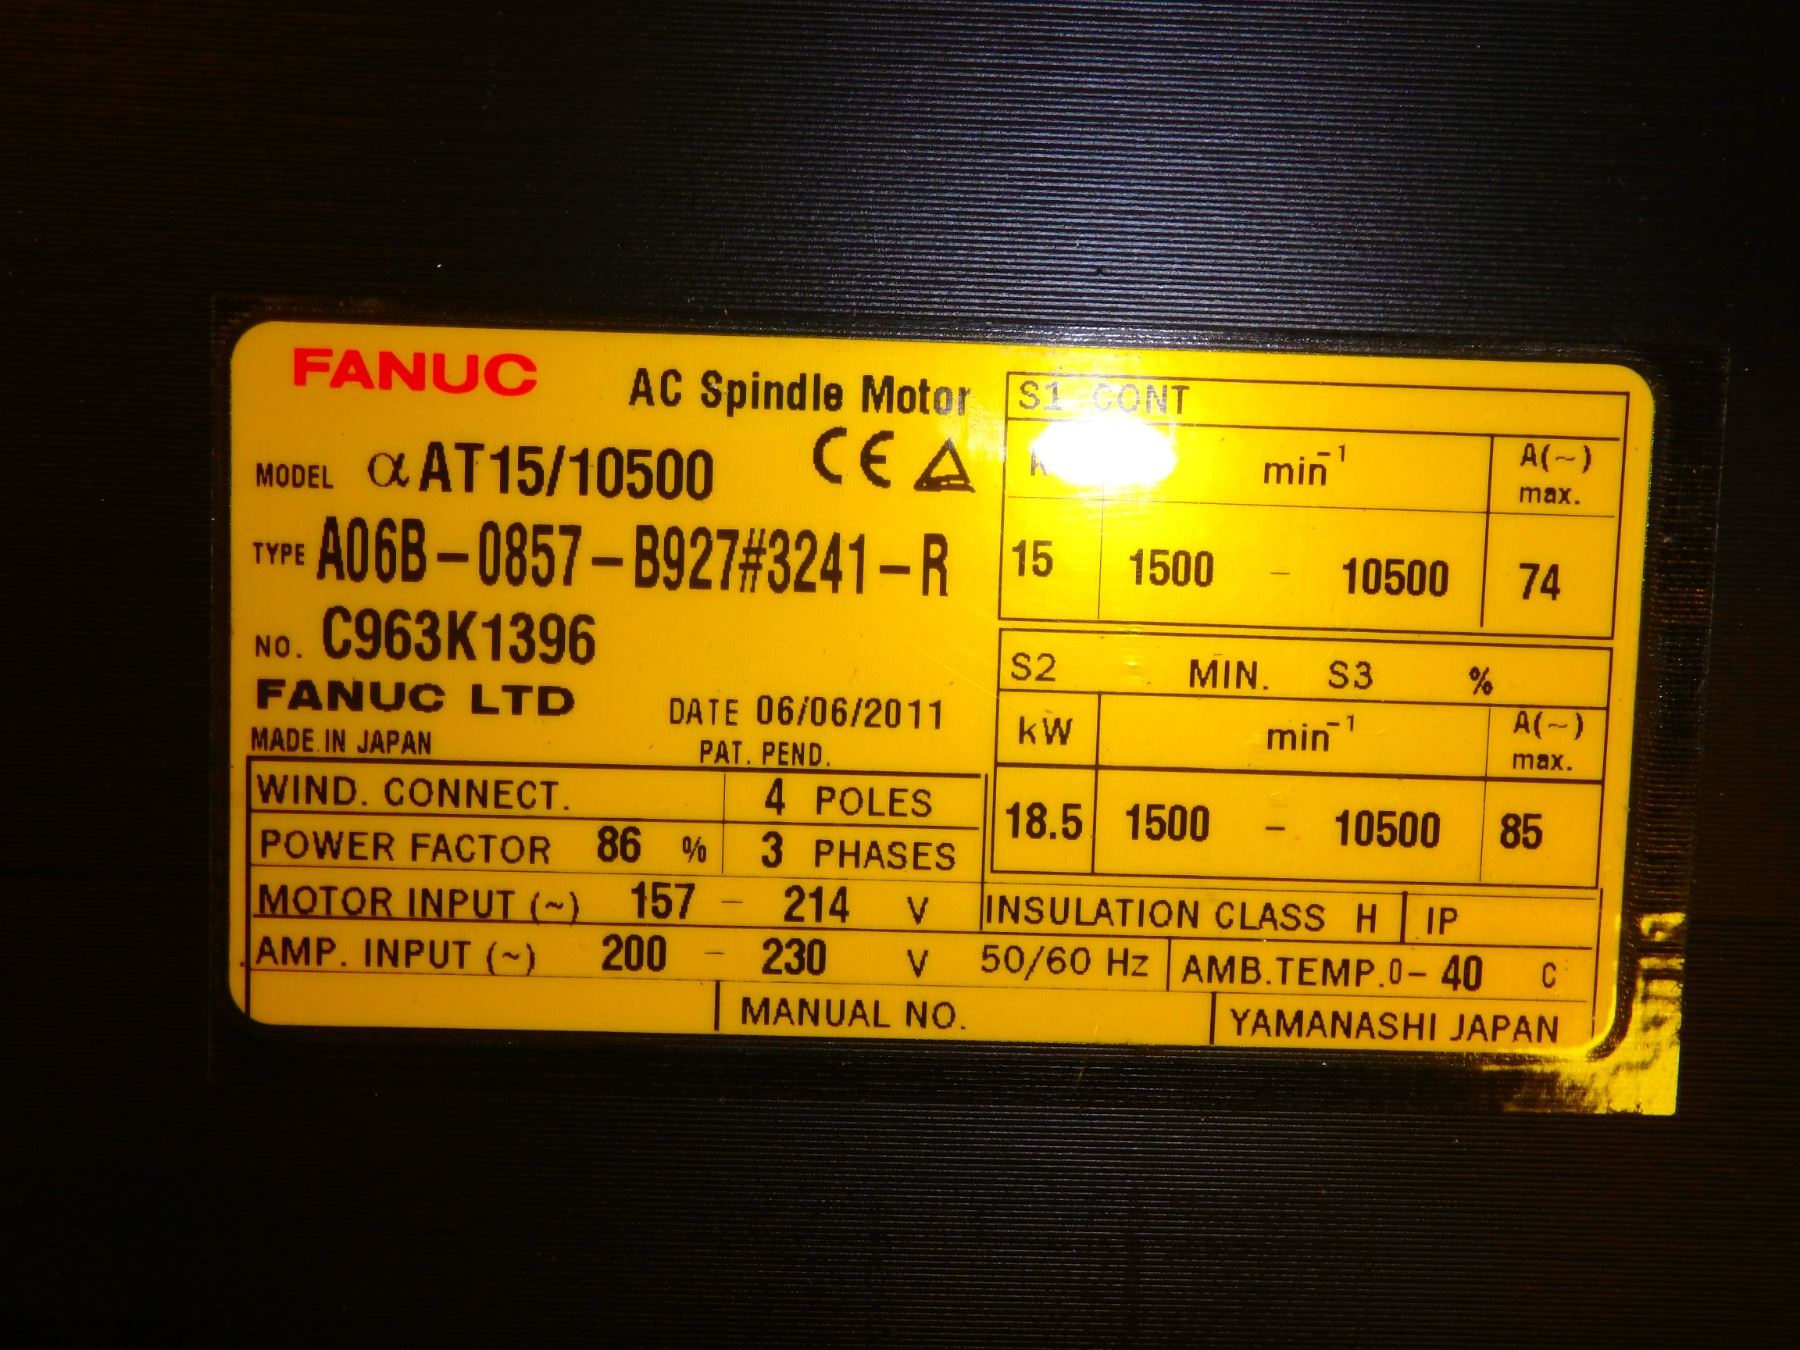 FANUC AC Spindle Motor
MODEL αAT15/10500 CE
TYPE A06B-0857-B927#3241-R
NO. C963K1396
FANUC LTD DATE 06/06/2011
MADE IN JAPAN PAT. PEND.
WIND. CONNECT. 4 POLES
POWER FACTOR 86 % 3 PHASES
MOTOR INPUT (~) 157 - 214 V
AMP. INPUT (~) 200 - 230 V 50/60 Hz
S1 CONT
min⁻¹ A(~) max.
15 1500 - 10500 74
S2 MIN. S3 %
kW min⁻¹ A(~) max.
18.5 1500 - 10500 85
INSULATION CLASS H IP
AMB.TEMP.0-40 C
MANUAL NO. YAMANASHI JAPAN